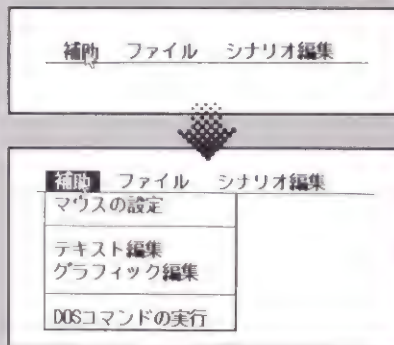 補助 ファイル シナリオ編集
補助 ファイル シナリオ編集
マウスの設定
テキスト編集
グラフィック編集
DOSコマンドの実行